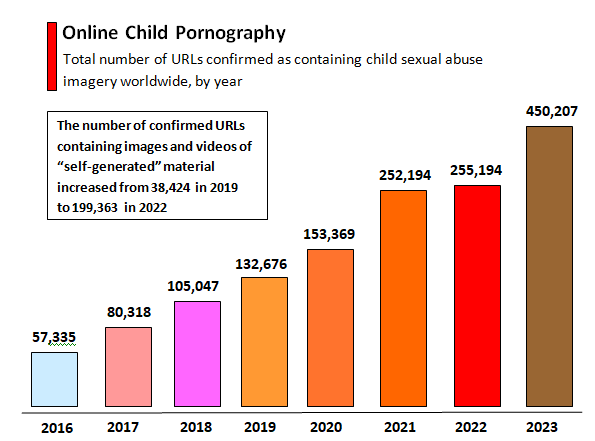 Online Child Pornography
Total number of URLs confirmed as containing child sexual abuse
imagery worldwide, by year
The number of confirmed URLs
containing images and videos of
“self-generated” material
increased from 38,424 in 2019
to 199,363 in 2022
57,335
80,318
105,047
132,676
153,369
252,194
255,194
450,207
2016 2017 2018 2019 2020 2021 2022 2023